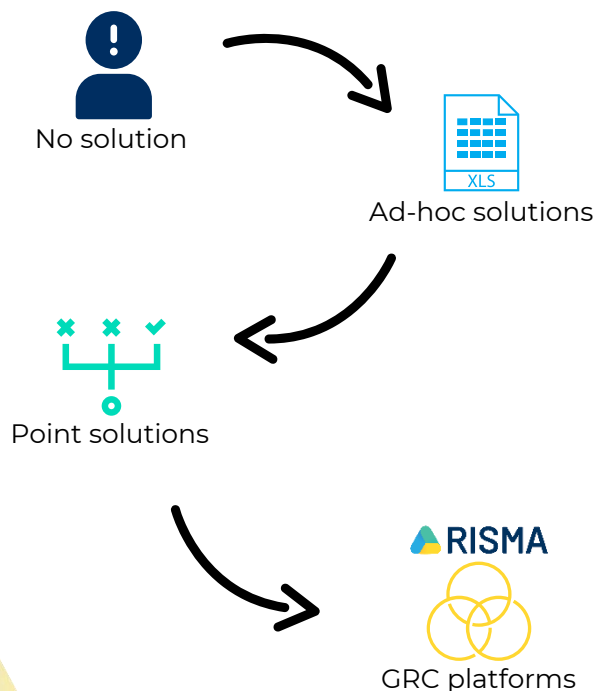 No solution
XLS
Ad-hoc solutions
Point solutions
RISMA
GRC platforms